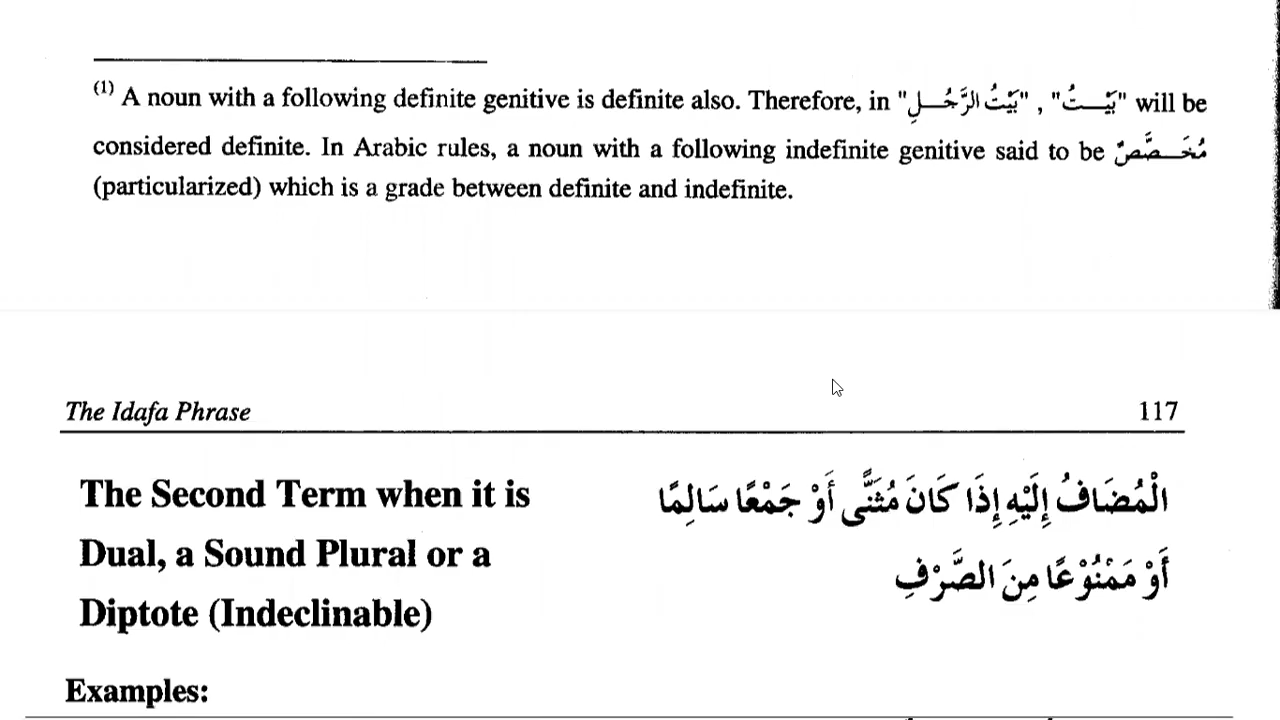 (1) A noun with a following definite genitive is definite also. Therefore, in "بَيْتُ الرَّجُلِ" , "بَيْتُ" will be
considered definite. In Arabic rules, a noun with a following indefinite genitive said to be مُخَصَّصٌ
(particularized) which is a grade between definite and indefinite.
The Idafa Phrase 117
The Second Term when it is
Dual, a Sound Plural or a
Diptote (Indeclinable)
الْمُضَافُ إِلَيْهِ إِذَا كَانَ مُثَنًّى أَوْ جَمْعًا سَالِمًا
أَوْ مَمْنُوْعًا مِنَ الصَّرْفِ
Examples: